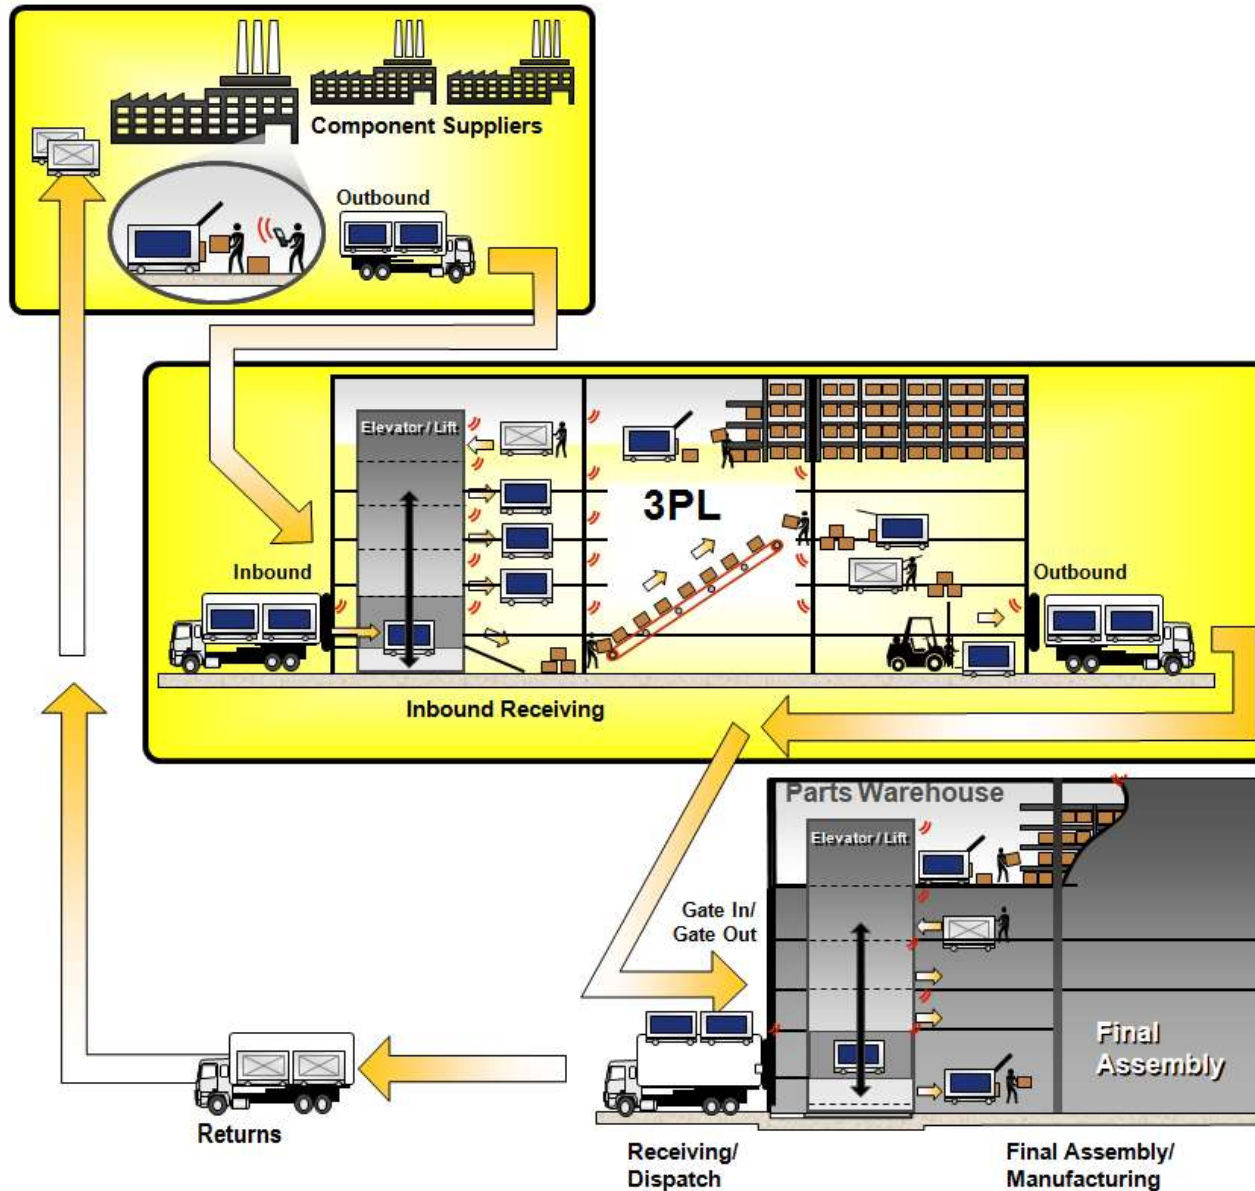 Component Suppliers
Outbound
Elevator / Lift
3PL
Inbound
Outbound
Inbound Receiving
Parts Warehouse
Elevator / Lift
Gate In/
Gate Out
Final
Assembly
Returns
Receiving/
Dispatch
Final Assembly/
Manufacturing